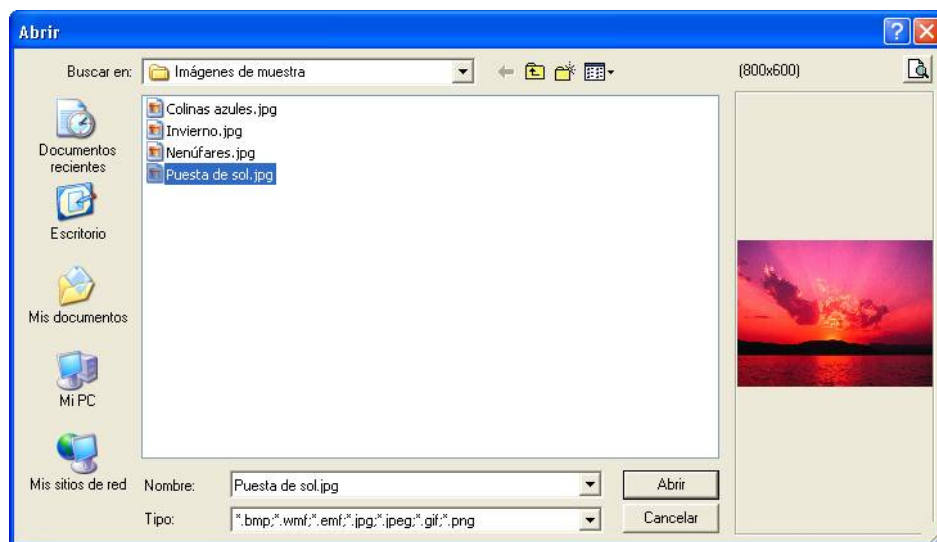 Abrir
Buscar en:
Imágenes de muestra
(800x600)
Documentos
recientes
Escritorio
Mis documentos
Mi PC
Mis sitios de red
Colinas azules.jpg
Invierno.jpg
Nenúfares.jpg
Puesta de sol.jpg
Nombre:
Puesta de sol.jpg
Abrir
Tipo:
*.bmp;*.wmf;*.emf;*.jpg;*.jpeg;*.gif;*.png
Cancelar